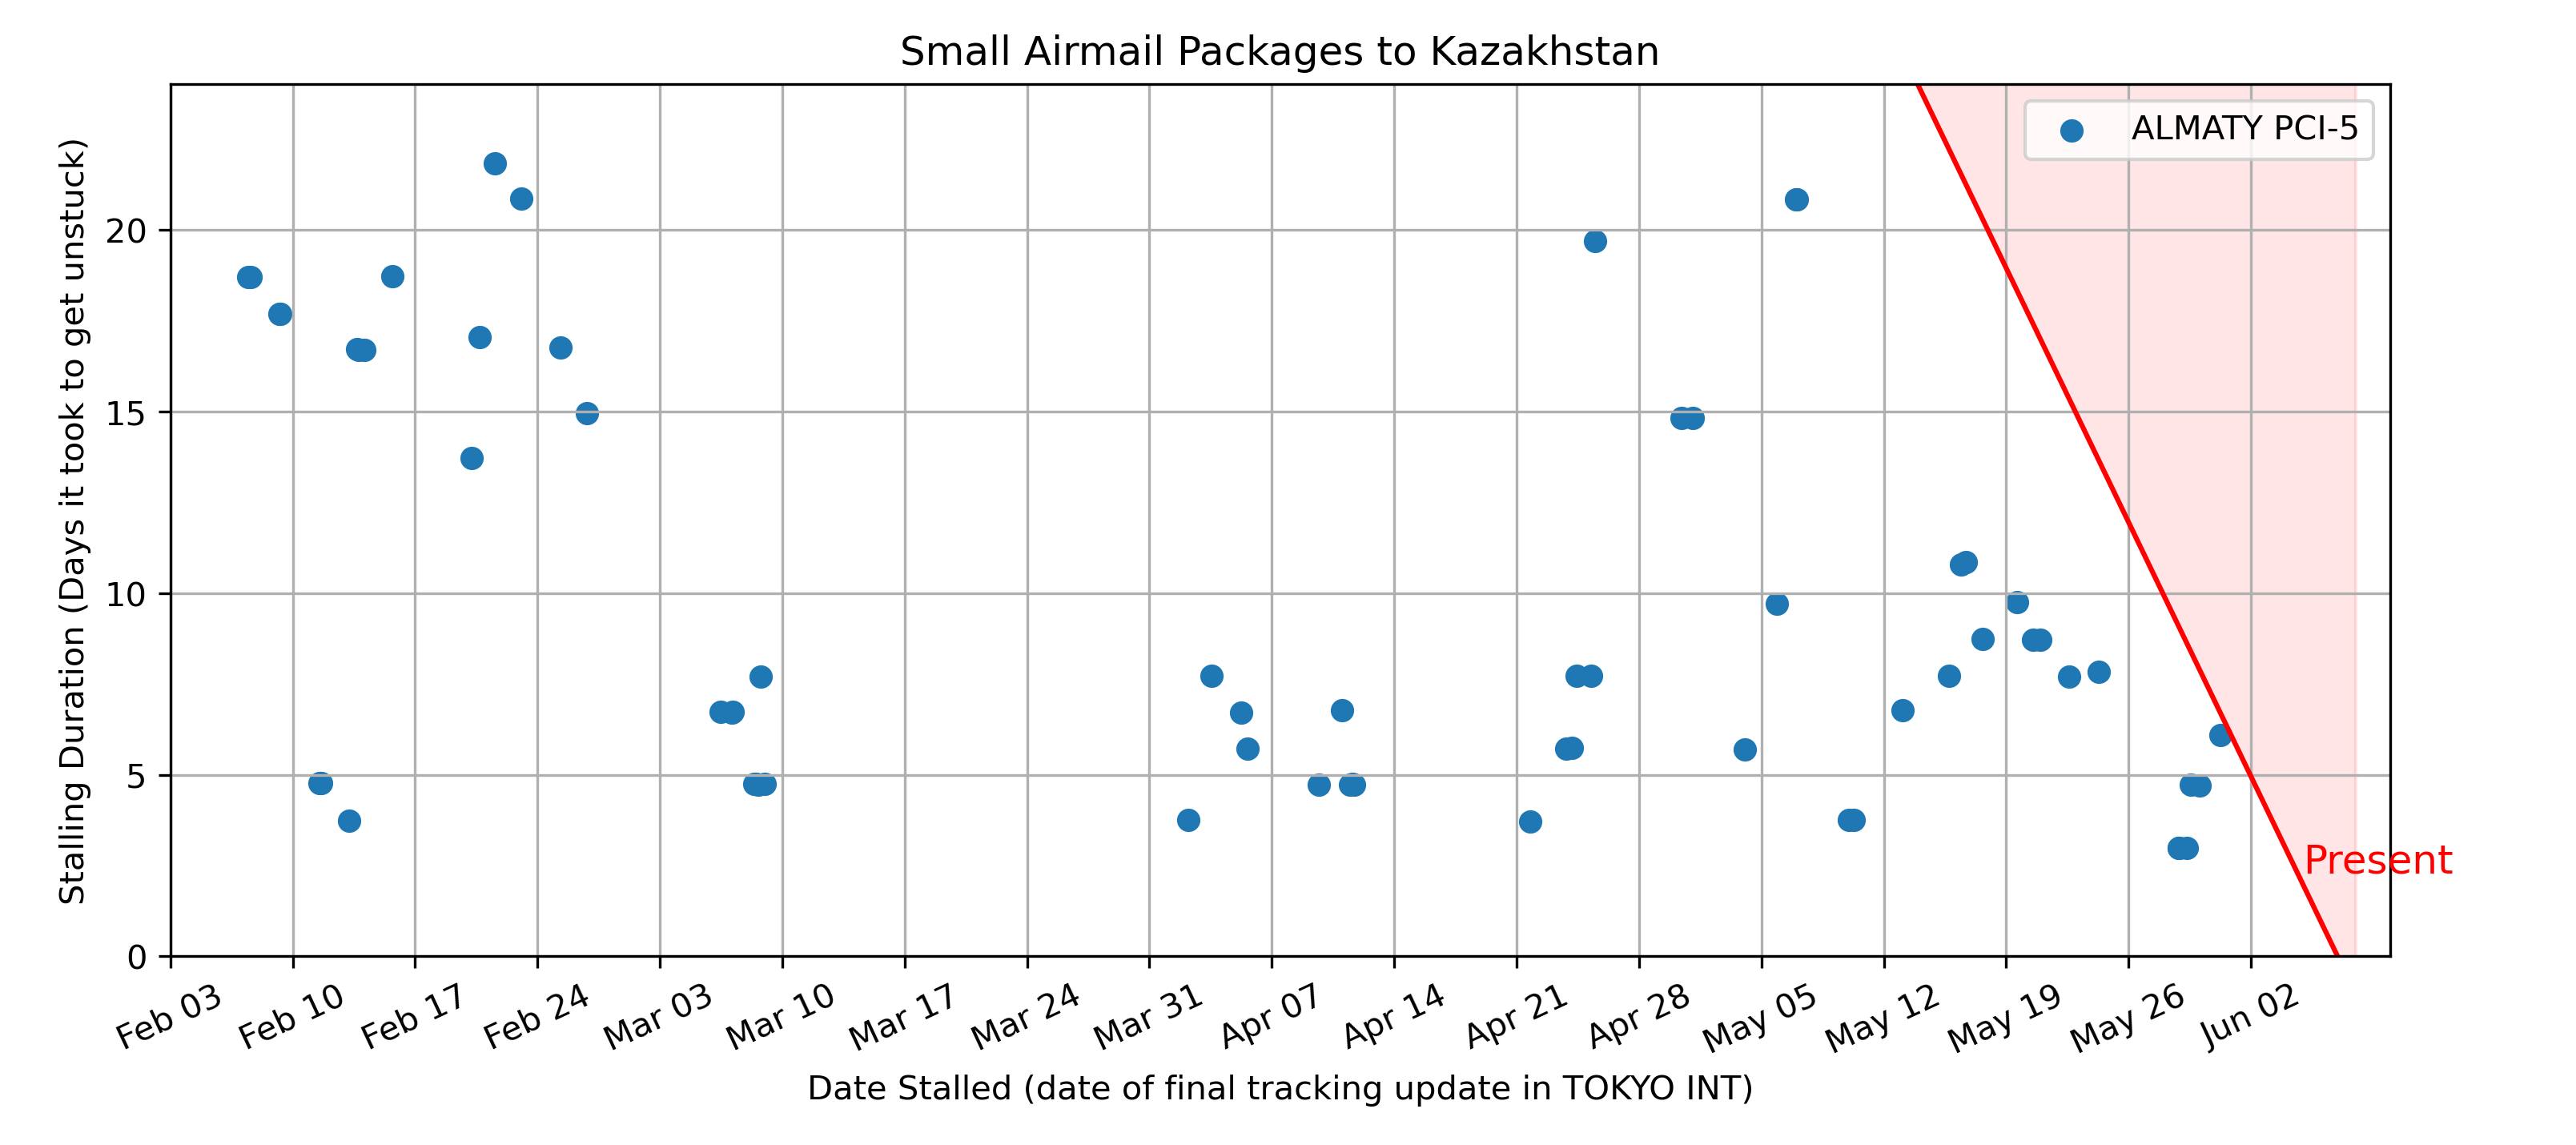 Small Airmail Packages to Kazakhstan
ALMATY PCI-5
Stalling Duration (Days it took to get unstuck)
20
15
10
5
0
Present
Feb 03
Feb 10
Feb 17
Feb 24
Mar 03
Mar 10
Mar 17
Mar 24
Mar 31
Apr 07
Apr 14
Apr 21
Apr 28
May 05
May 12
May 19
May 26
Jun 02
Date Stalled (date of final tracking update in TOKYO INT)